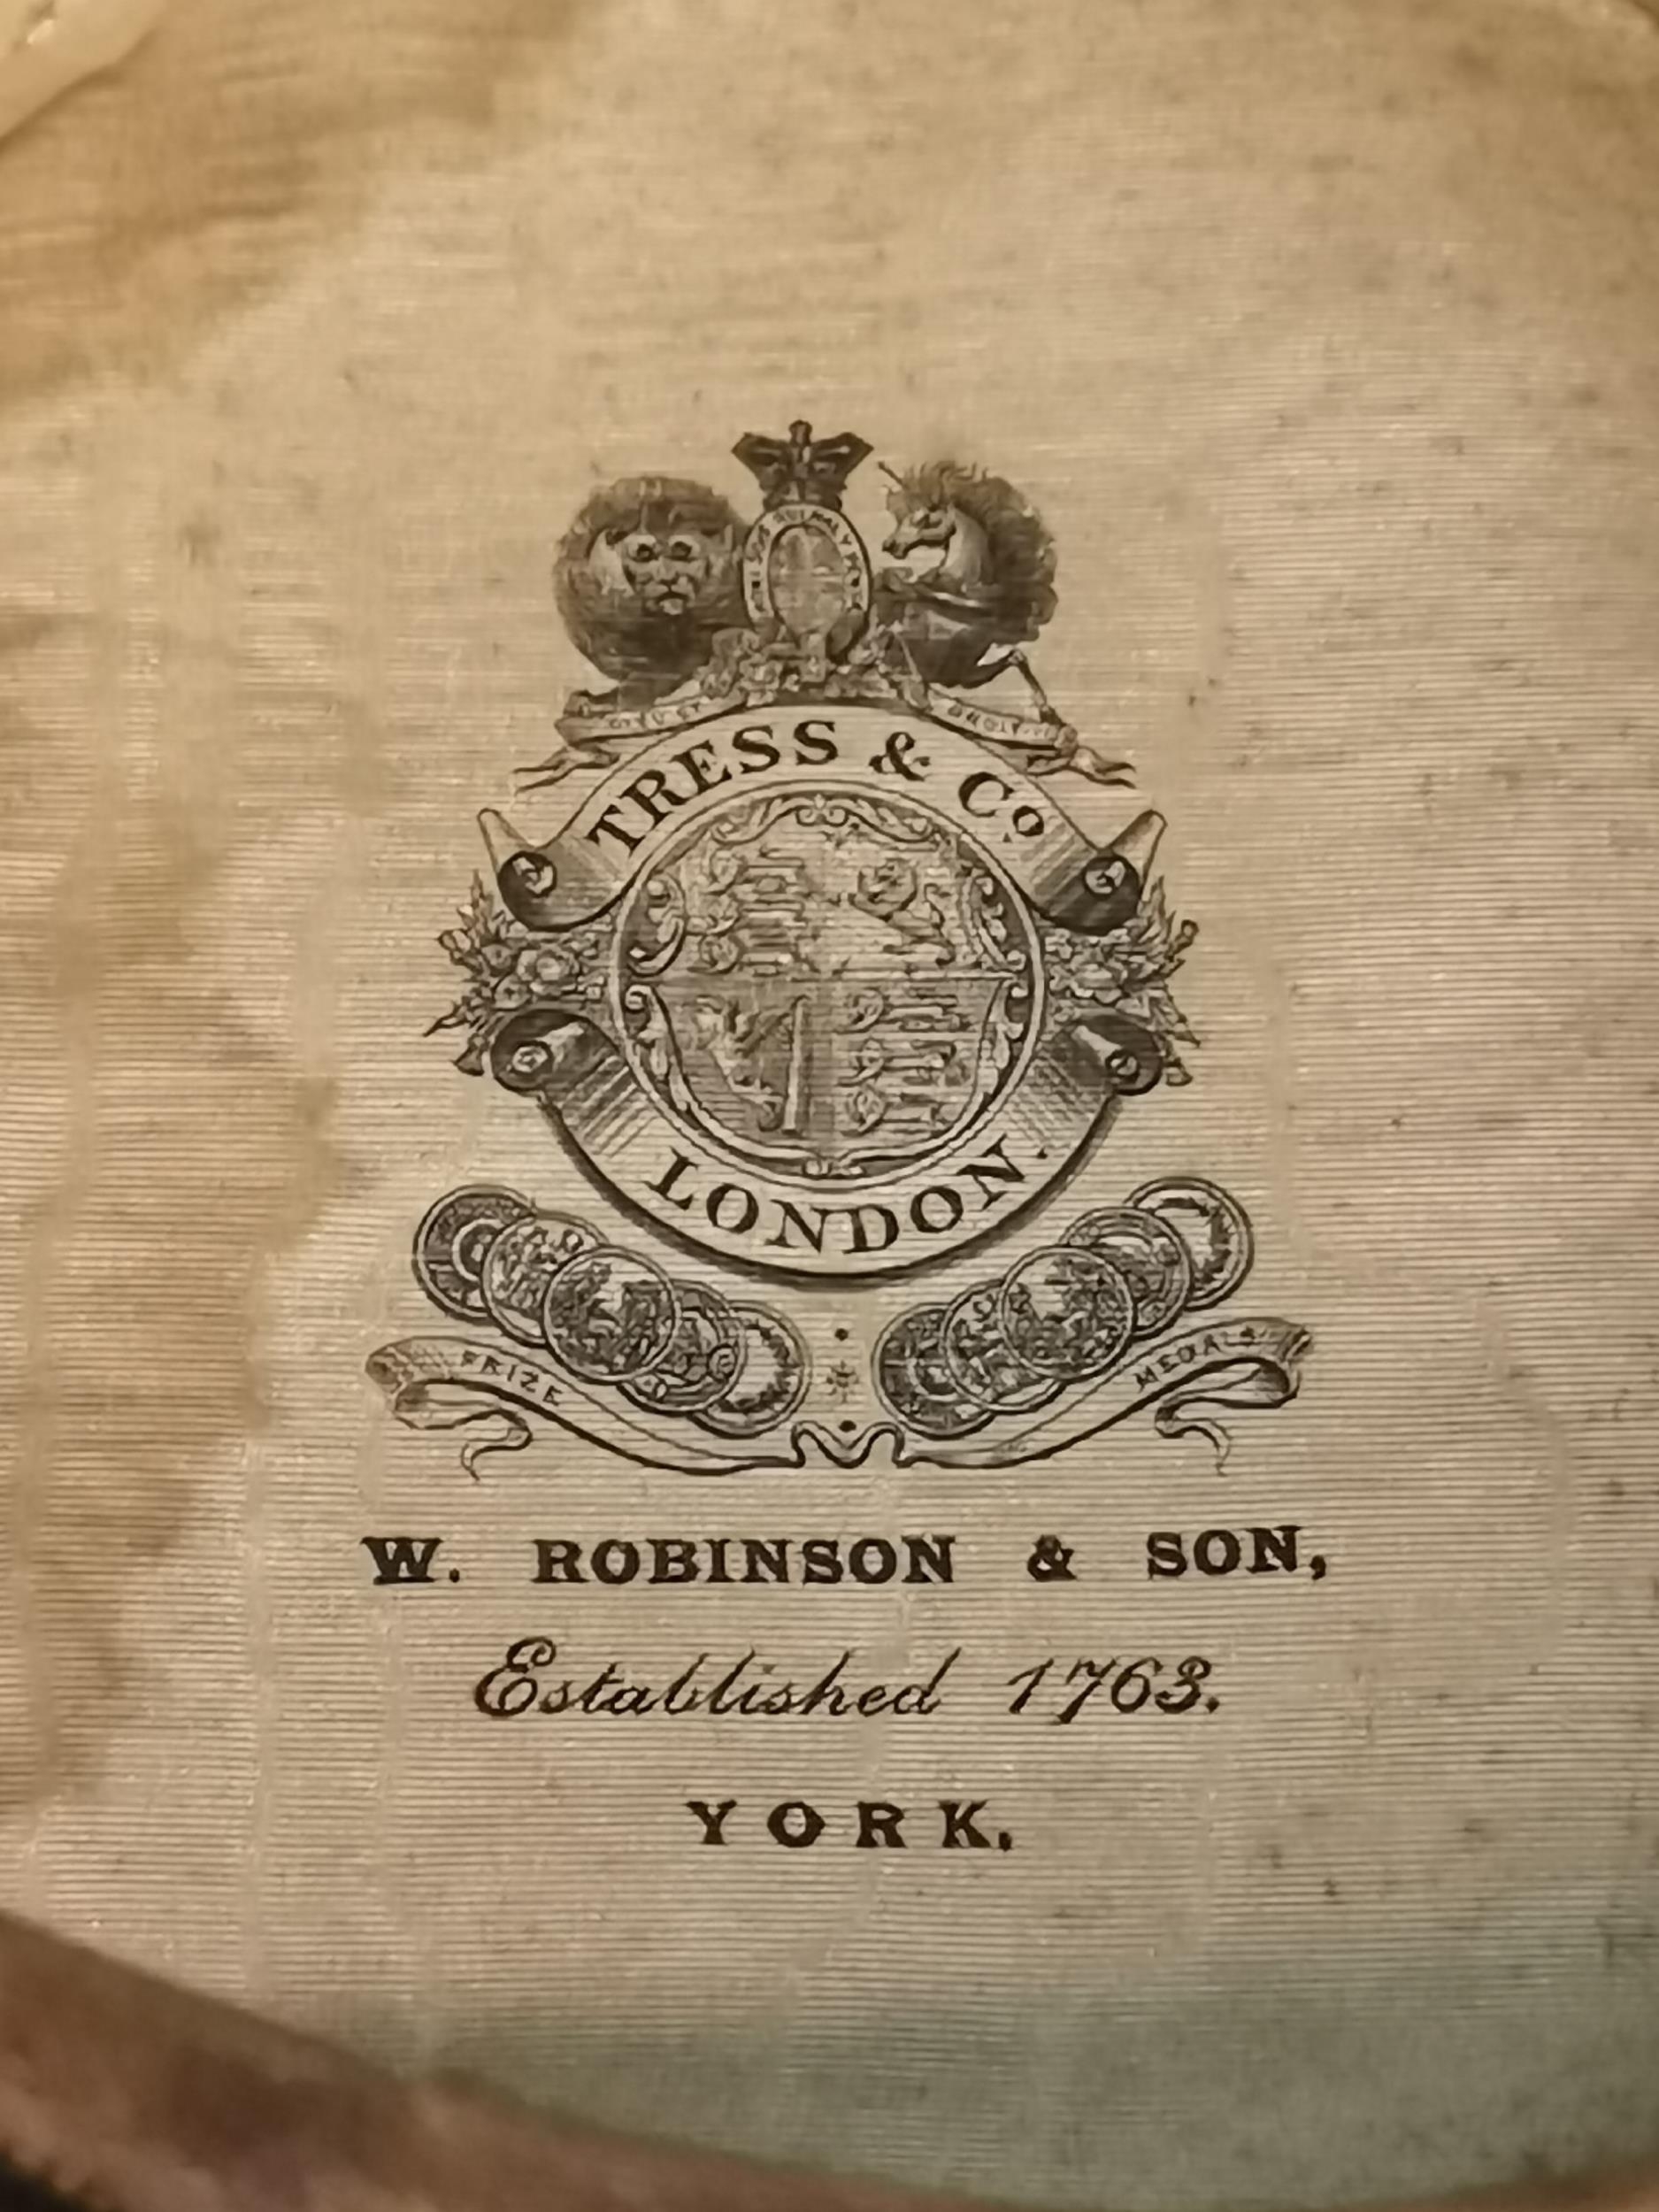 TRESS & Co
LONDON.
PRIZE MEDALS
W. ROBINSON & SON,
Established 1763.
YORK.